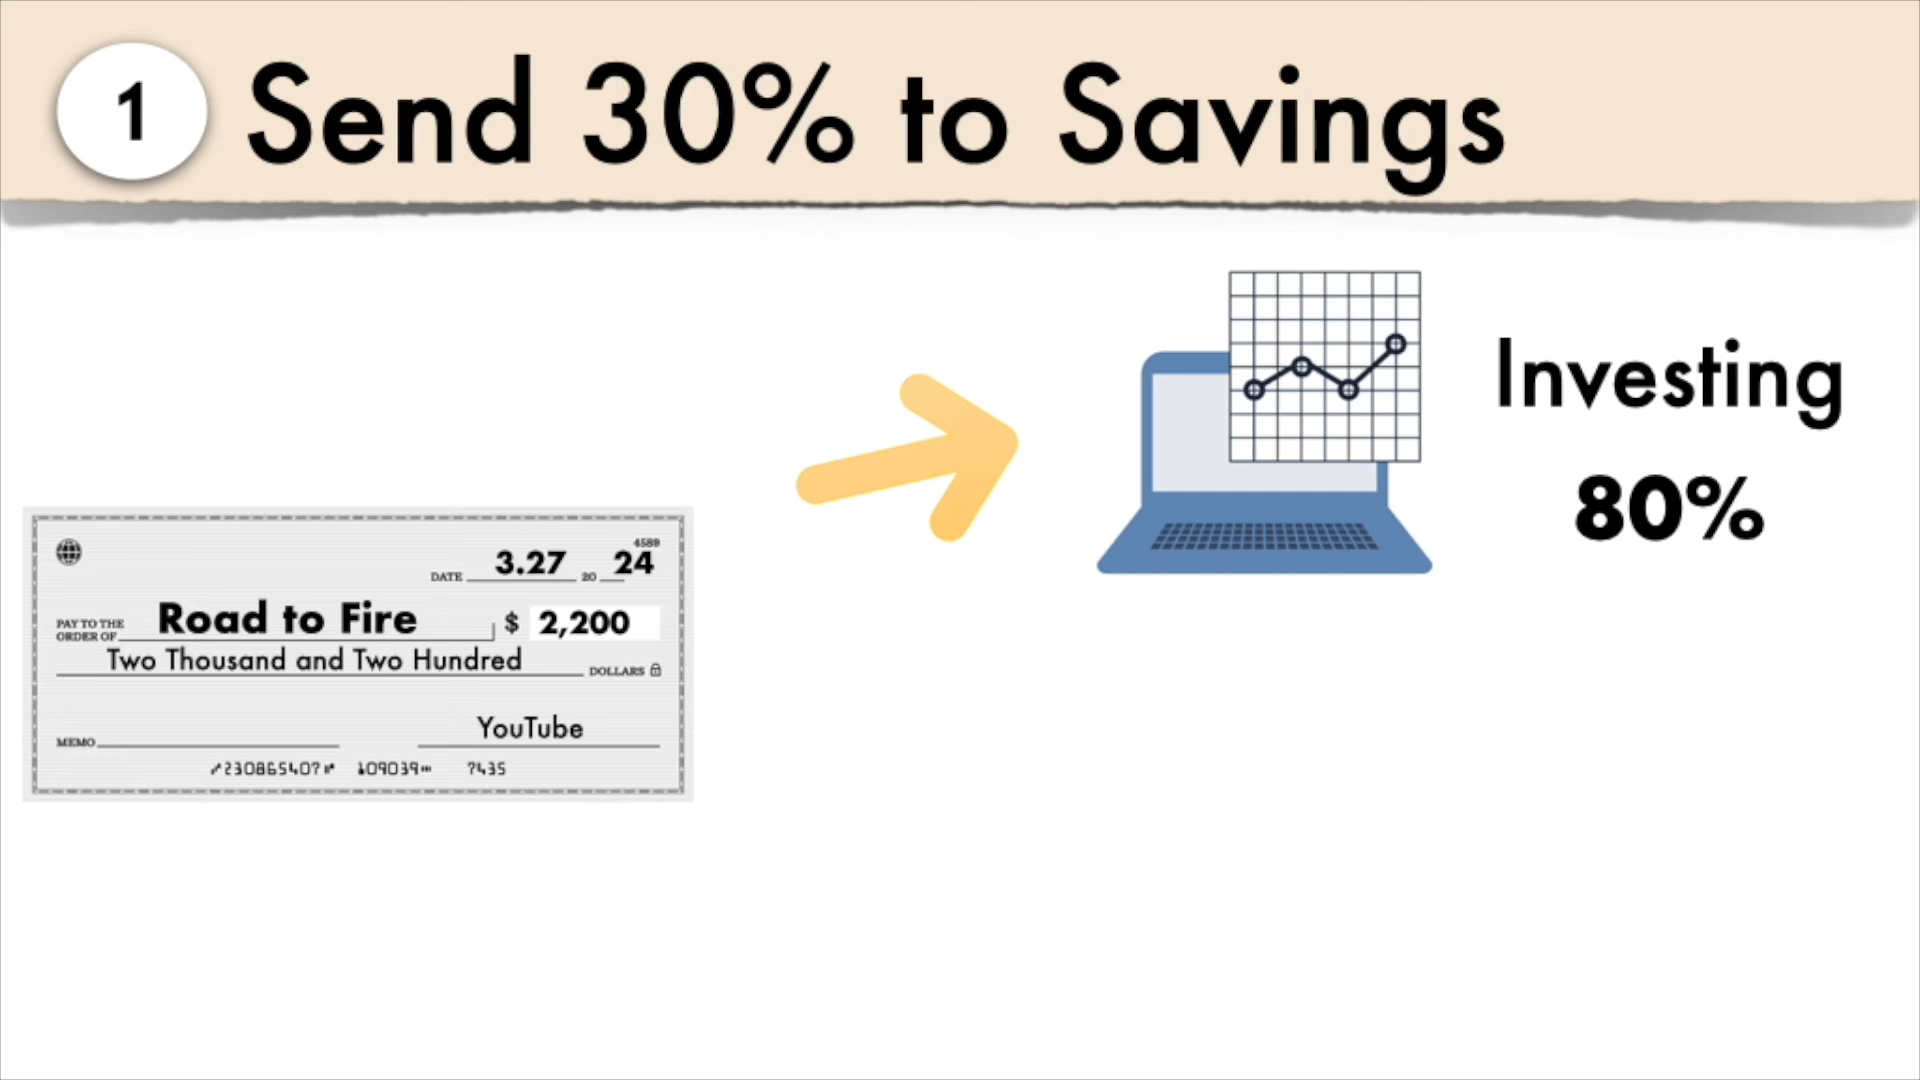 1 Send 30% to Savings
Investing
80%
4589
DATE 3.27 20 24
PAY TO THE
ORDER OF Road to Fire $ 2,200
Two Thousand and Two Hundred DOLLARS
YouTube
MEMO
230865407 109039 7435